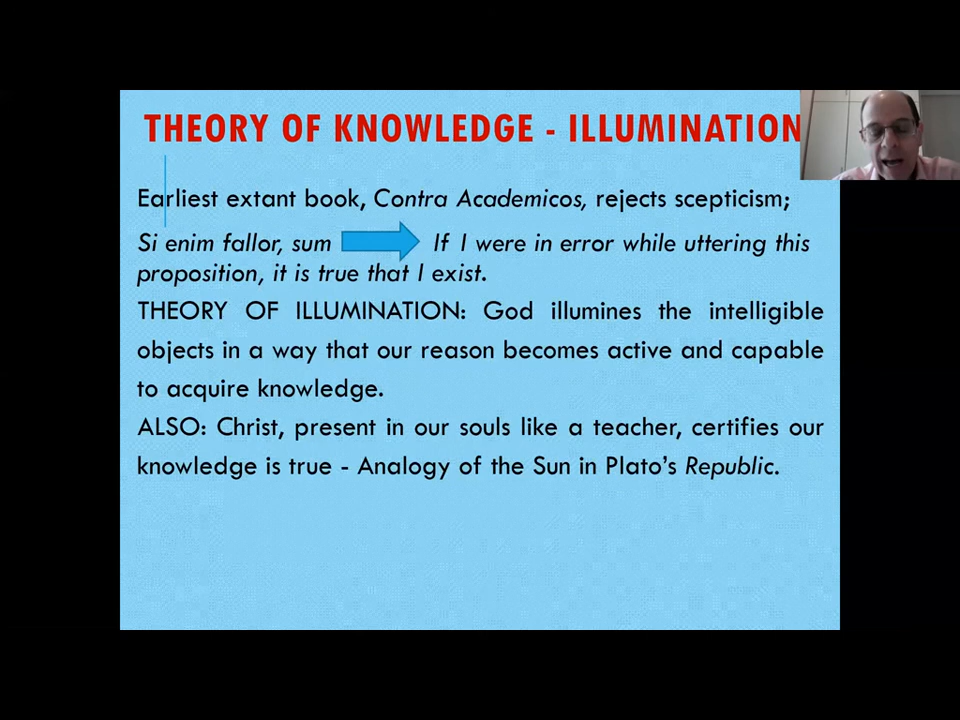 THEORY OF KNOWLEDGE - ILLUMINATION
Earliest extant book, Contra Academicos, rejects scepticism;
Si enim fallor, sum If I were in error while uttering this
proposition, it is true that I exist.
THEORY OF ILLUMINATION: God illumines the intelligible
objects in a way that our reason becomes active and capable
to acquire knowledge.
ALSO: Christ, present in our souls like a teacher, certifies our
knowledge is true - Analogy of the Sun in Plato’s Republic.